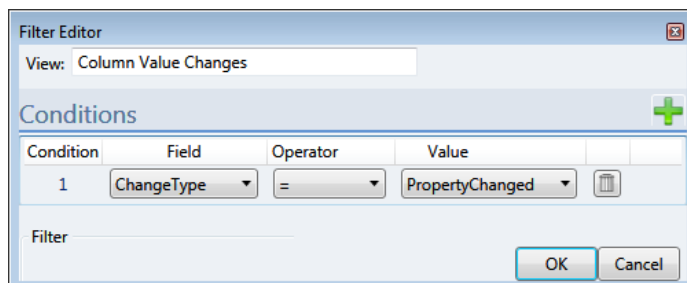 Filter Editor
View: Column Value Changes
Conditions
Condition Field Operator Value
1 ChangeType = PropertyChanged
Filter
OK Cancel